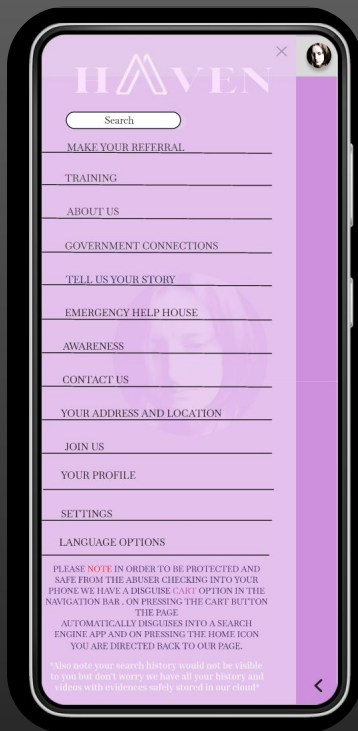 HAVEN
Search
MAKE YOUR REFERRAL
TRAINING
ABOUT US
GOVERNMENT CONNECTIONS
TELL US YOUR STORY
EMERGENCY HELP HOUSE
AWARENESS
CONTACT US
YOUR ADDRESS AND LOCATION
JOIN US
YOUR PROFILE
SETTINGS
LANGUAGE OPTIONS
PLEASE NOTE IN ORDER TO BE PROTECTED AND
SAFE FROM THE ABUSER CHECKING INTO YOUR
PHONE WE HAVE A DISGUISE CART OPTION IN THE
NAVIGATION BAR . ON PRESSING THE CART BUTTON
THE PAGE
AUTOMATICALLY DISGUISES INTO A SEARCH
ENGINE APP AND ON PRESSING THE HOME ICON
YOU ARE DIRECTED BACK TO OUR PAGE.
*Also note your search history would not be visible
to you but don't worry we have all your history and
videos with evidences safely stored in our cloud*